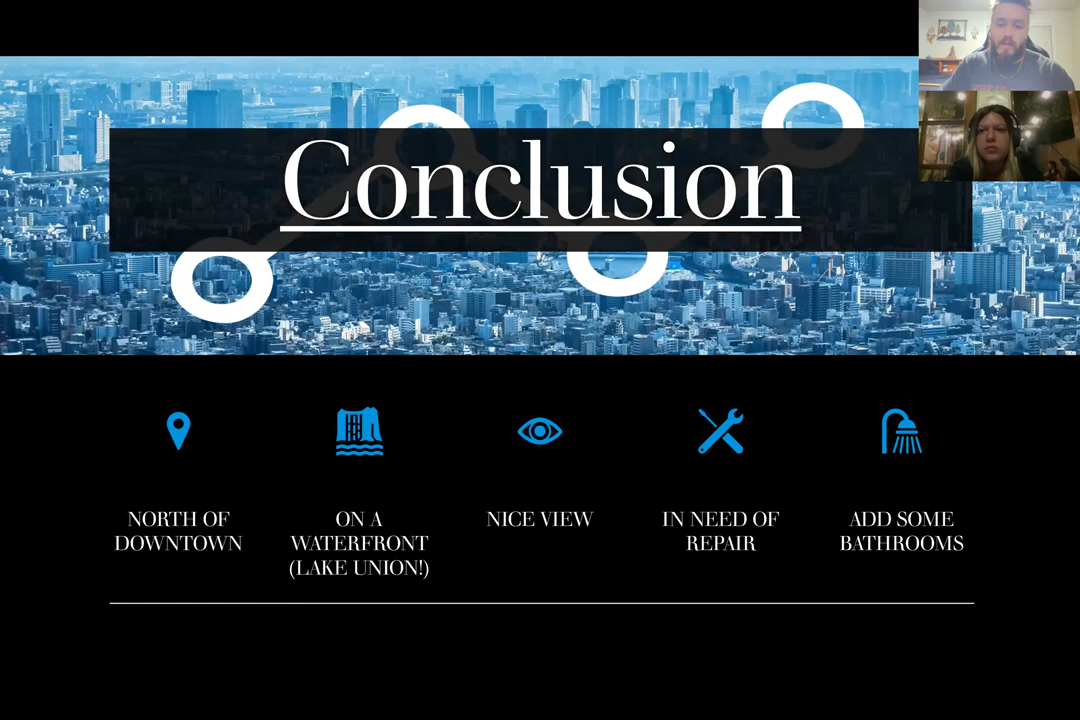 Conclusion
NORTH OF
DOWNTOWN
ON A
WATERFRONT
(LAKE UNION!)
NICE VIEW
IN NEED OF
REPAIR
ADD SOME
BATHROOMS